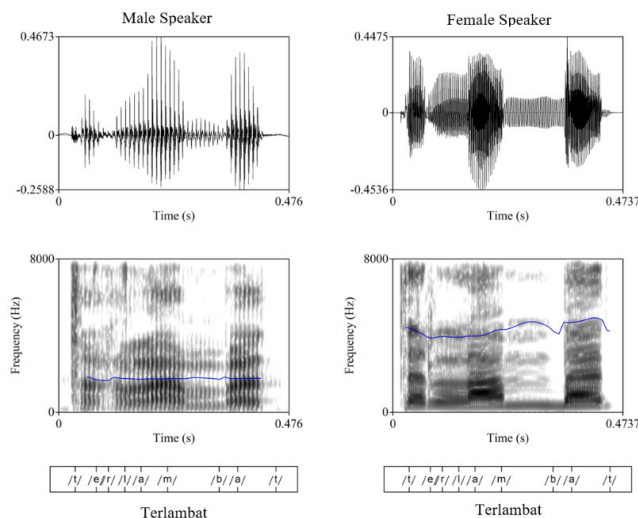 Male Speaker
0.4673
0
-0.2588
0
0.476
Time (s)
8000
Frequency (Hz)
0
0
0.476
Time (s)
/t/ /e//r/ /l//a/ /m/ /b//a/ /t/
Terlambat
Female Speaker
0.4475
0
-0.4536
0
0.4737
Time (s)
8000
Frequency (Hz)
0
0
0.4737
Time (s)
/t/ /e//r/ /l//a/ /m/ /b//a/ /t/
Terlambat